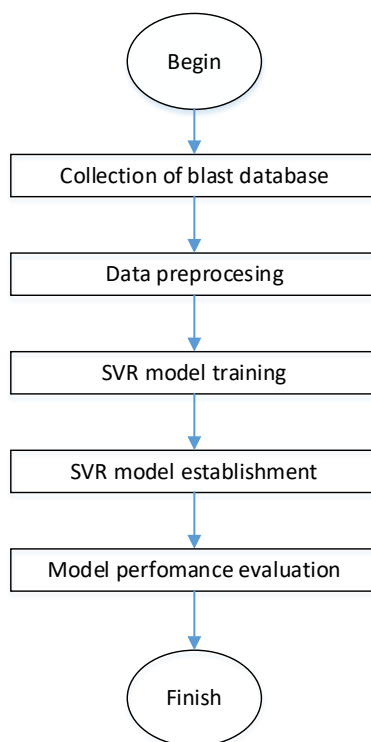 Begin
Collection of blast database
Data preprocesing
SVR model training
SVR model establishment
Model perfomance evaluation
Finish